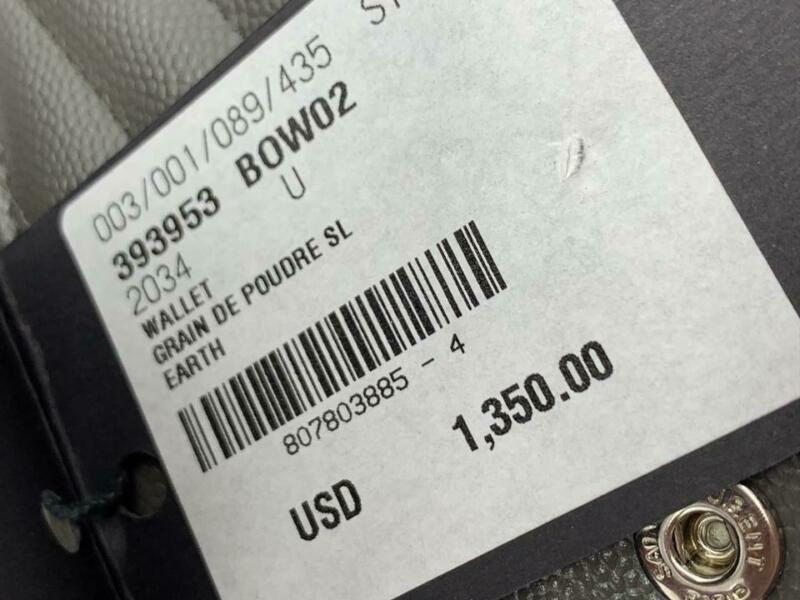 003/001/089/435 ST
393953 BOW02
2034 U
WALLET
GRAIN DE POUDRE SL
EARTH
807803885 - 4
USD 1,350.00